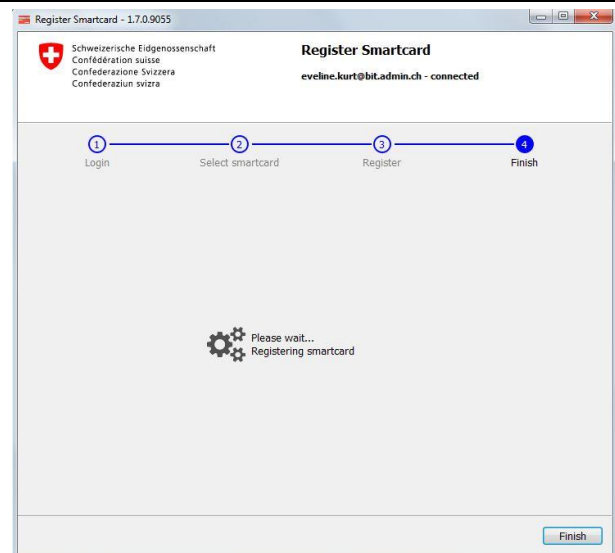 Register Smartcard - 1.7.0.9055
Schweizerische Eidgenossenschaft
Confédération suisse
Confederazione Svizzera
Confederaziun svizra
Register Smartcard
eveline.kurt@bit.admin.ch - connected
1
2
3
4
Login
Select smartcard
Register
Finish
Please wait...
Registering smartcard
Finish